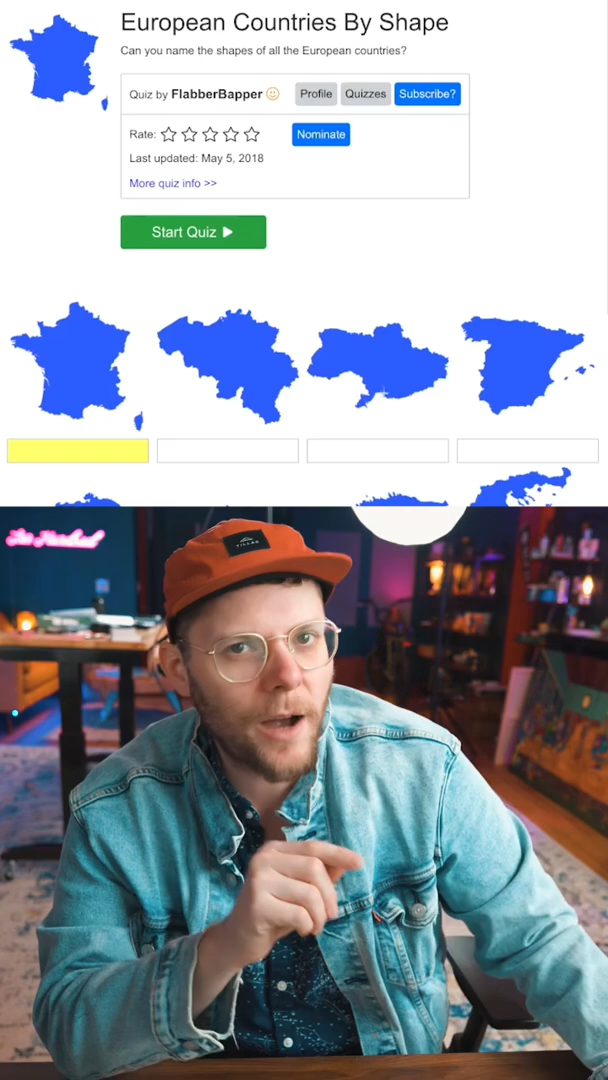 European Countries By Shape
Can you name the shapes of all the European countries?
Quiz by FlabberBapper
Profile
Quizzes
Subscribe?
Rate:
Nominate
Last updated: May 5, 2018
More quiz info >>
Start Quiz